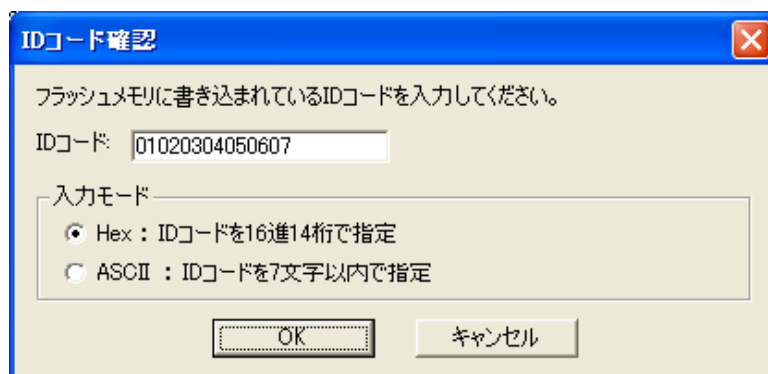 IDコード確認
フラッシュメモリに書き込まれているIDコードを入力してください。
IDコード: 01020304050607
入力モード
Hex : IDコードを16進14桁で指定
ASCII : IDコードを7文字以内で指定
OK キャンセル